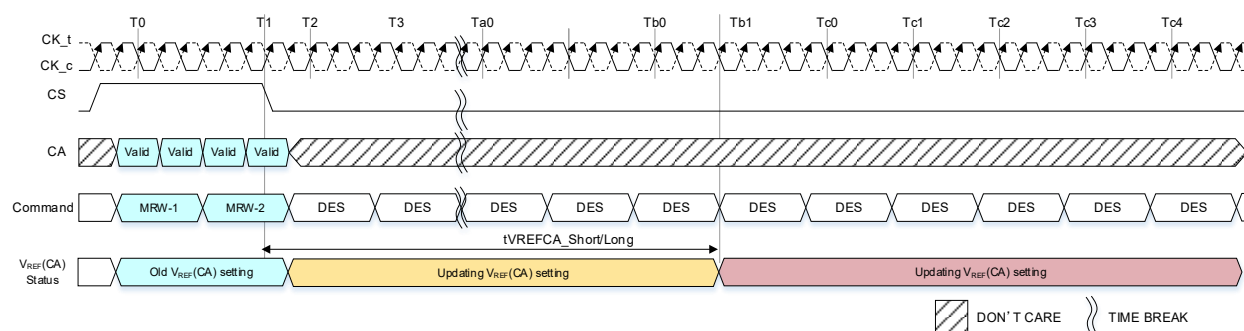 T0 T1 T2 T3 Ta0 Tb0 Tb1 Tc0 Tc1 Tc2 Tc3 Tc4
CK_t
CK_c
CS
CA Valid Valid Valid Valid
Command MRW-1 MRW-2 DES DES DES DES DES DES DES DES DES DES DES
tVREFCA_Short/Long
VREF(CA) Status Old VREF(CA) setting Updating VREF(CA) setting Updating VREF(CA) setting
DON'T CARE TIME BREAK